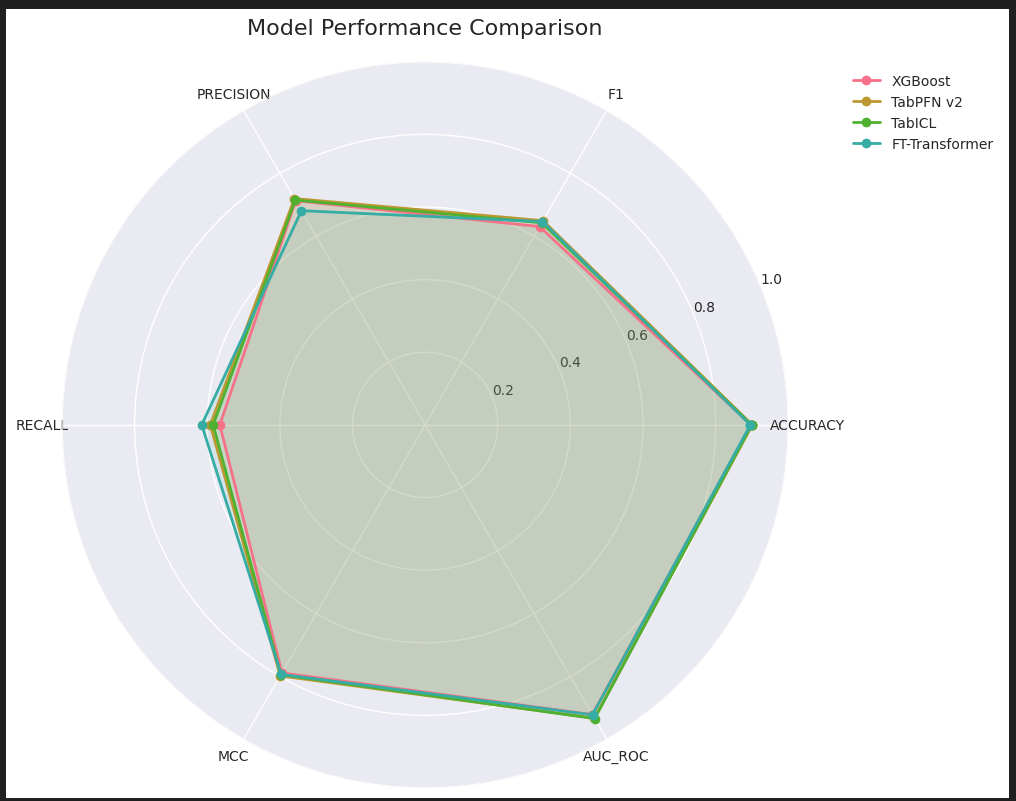 Model Performance Comparison
XGBoost
TabPFN v2
TabICL
FT-Transformer
PRECISION
F1
1.0
0.8
0.6
0.4
0.2
RECALL
ACCURACY
MCC
AUC_ROC